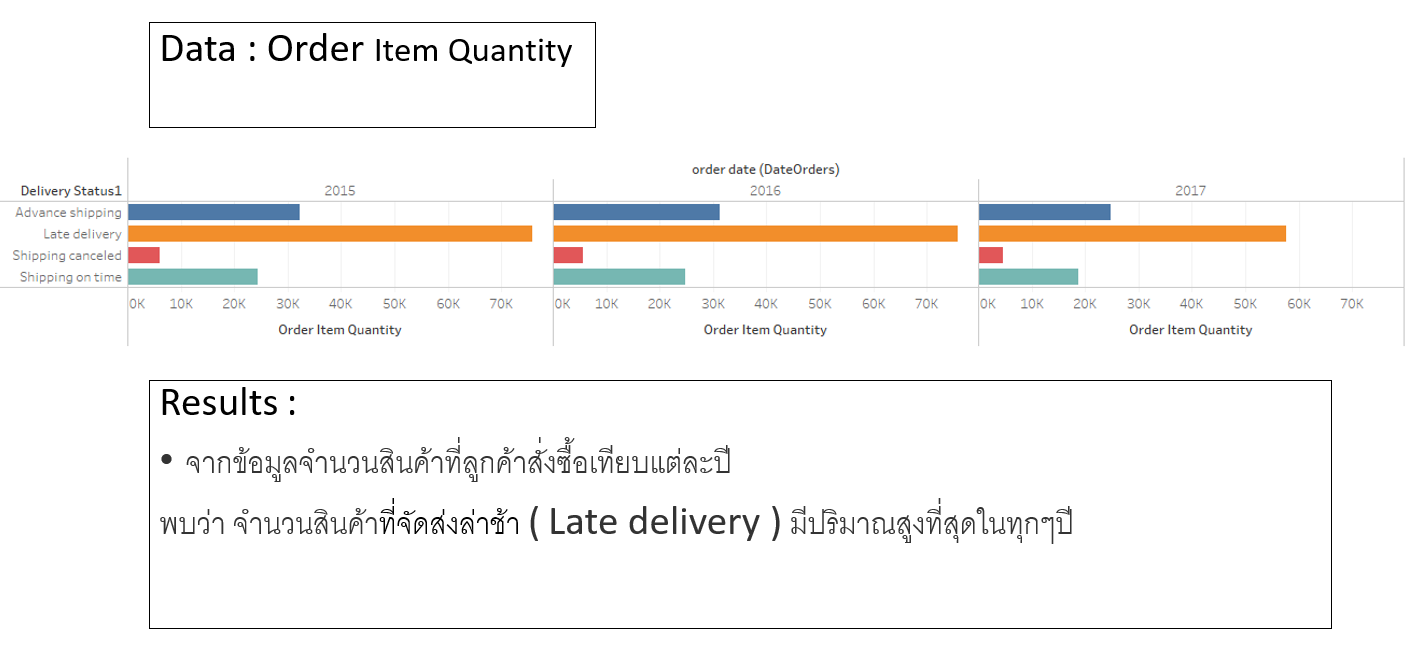 Data : Order Item Quantity
order date (DateOrders)
Delivery Status1 2015 2016 2017
Advance shipping
Late delivery
Shipping canceled
Shipping on time
0K 10K 20K 30K 40K 50K 60K 70K 0K 10K 20K 30K 40K 50K 60K 70K 0K 10K 20K 30K 40K 50K 60K 70K
Order Item Quantity Order Item Quantity Order Item Quantity
Results :
• จากข้อมูลจำนวนสินค้าที่ลูกค้าสั่งซื้อเทียบแต่ละปี
พบว่า จำนวนสินค้าที่จัดส่งล่าช้า ( Late delivery ) มีปริมาณสูงที่สุดในทุกๆปี